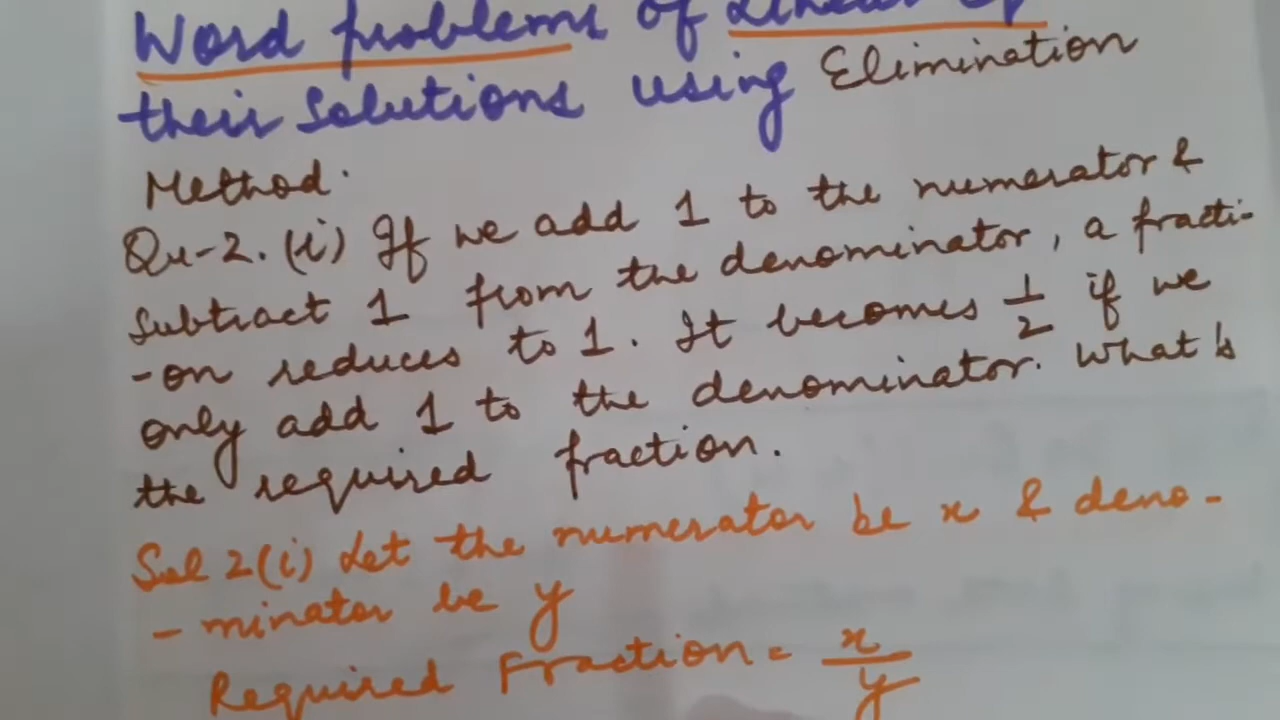 Word problems of Linear
their Solutions using Elimination
Method.
Qu-2. (i) If we add 1 to the numerator &
Subtract 1 from the denominator, a fracti-
-on reduces to 1. It becomes 1/2 if we
only add 1 to the denominator. What is
the required fraction.
Sol 2(i) Let the numerator be x & deno-
-minator be y
Required Fraction = x/y